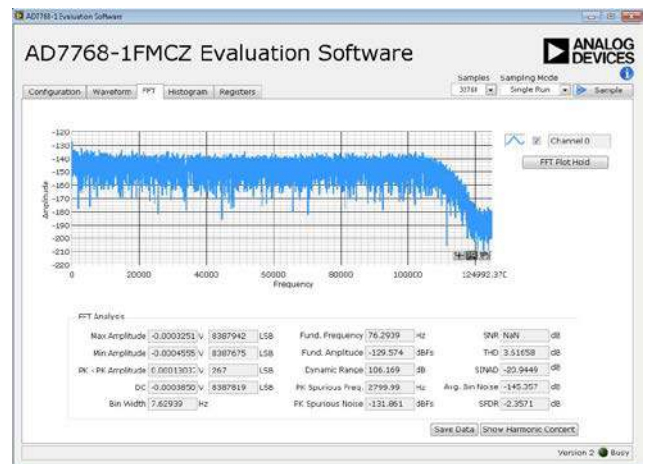 AD7768-1 Evaluation Software
AD7768-1FMCZ Evaluation Software
ANALOG DEVICES
Samples Sampling Mode
32768 Single Run Sample
Configuration Waveform FFT Histogram Registers
Channel 0
FFT Plot Hold
Amplitude
-120
-130
-140
-150
-160
-170
-180
-190
-200
-210
-220
0 20000 40000 60000 80000 100000 124992.370
Frequency
FFT Analysis
Max Amplitude -0.0003251 V 8387942 LSB Fund. Frequency 76.2939 Hz SNR NaN dB
Min Amplitude -0.0004555 V 8387675 LSB Fund. Amplitude -129.574 dBFs THD 3.61658 dB
PK - PK Amplitude 0.00013037 V 267 LSB Dynamic Range 106.169 dB SINAD -20.9449 dB
DC -0.0003850 V 8387819 LSB PK Spurious Freq. 2799.99 Hz Avg. Bin Noise -145.357 dB
Bin Width 7.62939 Hz PK Spurious Noise -131.861 dBFs SFDR -2.3571 dB
Save Data Show Harmonic Content
Version 2 Busy